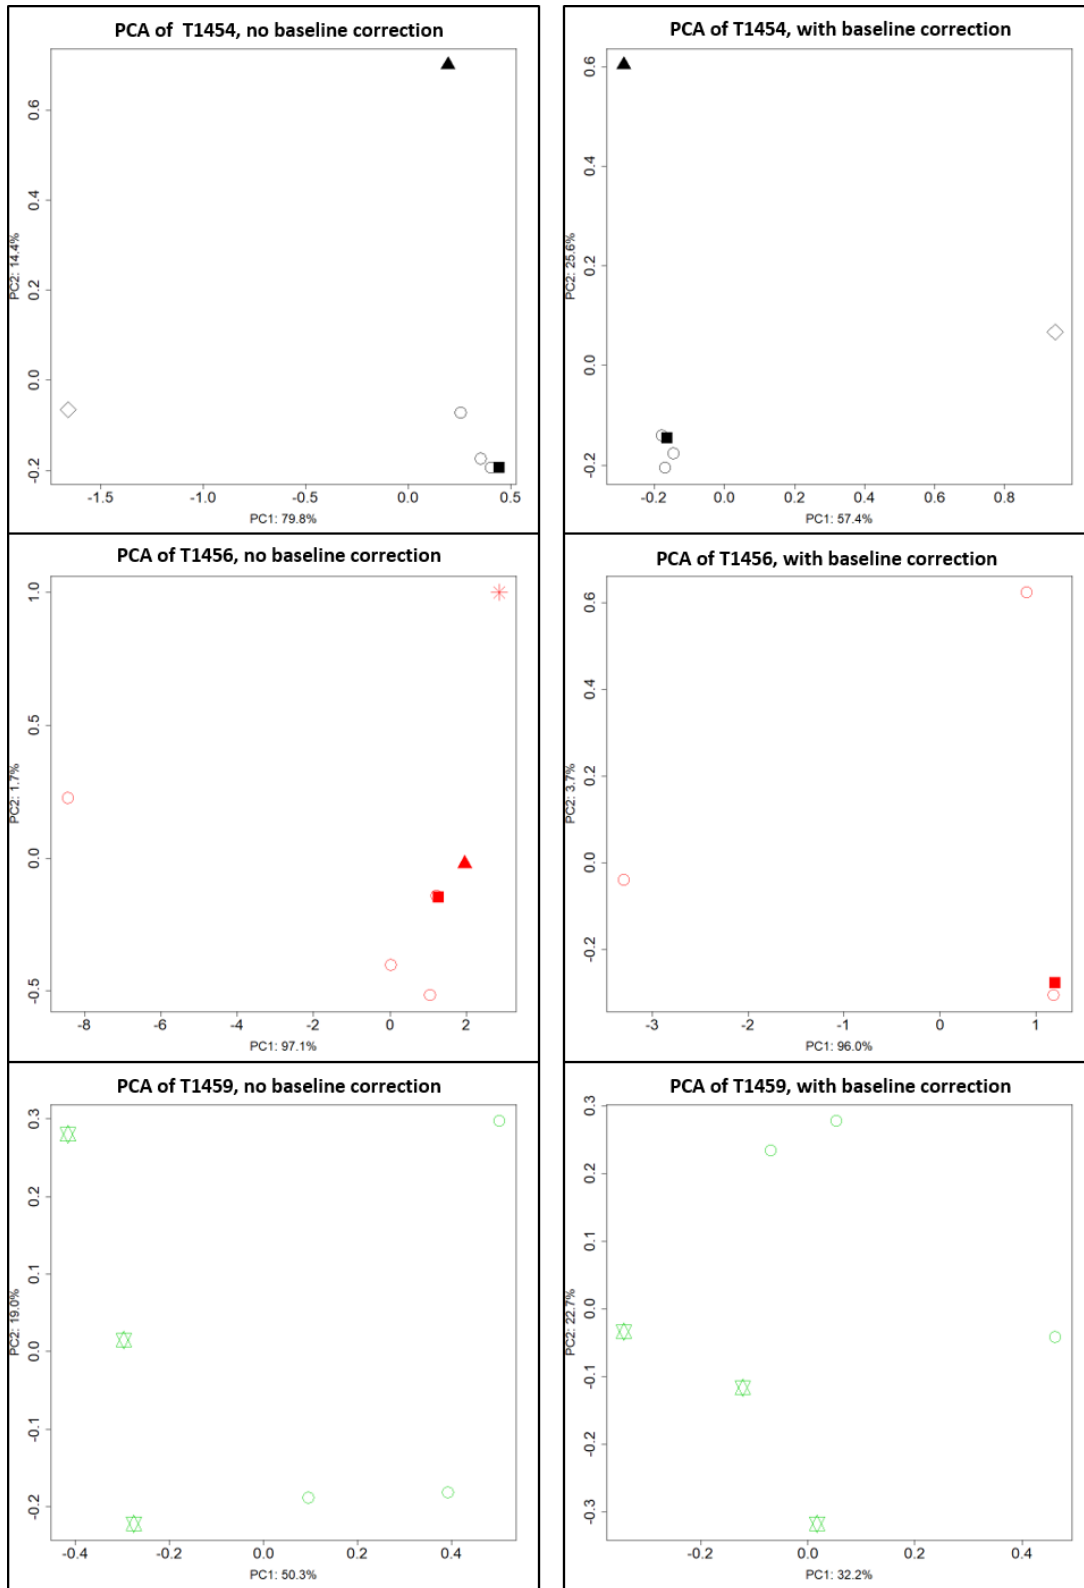 PCA of T1454, no baseline correction
0.6
0.4
0.2
0.0
-0.2
PC2: 14.4%
-1.5 -1.0 -0.5 0.0 0.5
PC1: 79.8%
PCA of T1454, with baseline correction
0.6
0.4
0.2
0.0
-0.2
PC2: 25.6%
-0.2 0.0 0.2 0.4 0.6 0.8
PC1: 57.4%
PCA of T1456, no baseline correction
1.0
0.5
0.0
-0.5
PC2: 1.7%
-8 -6 -4 -2 0 2
PC1: 97.1%
PCA of T1456, with baseline correction
0.6
0.4
0.2
0.0
-0.2
PC2: 3.7%
-3 -2 -1 0 1
PC1: 96.0%
PCA of T1459, no baseline correction
0.3
0.2
0.1
0.0
-0.1
-0.2
PC2: 19.0%
-0.4 -0.2 0.0 0.2 0.4
PC1: 50.3%
PCA of T1459, with baseline correction
0.3
0.2
0.1
0.0
-0.1
-0.2
-0.3
PC2: 22.7%
-0.2 0.0 0.2 0.4
PC1: 32.2%